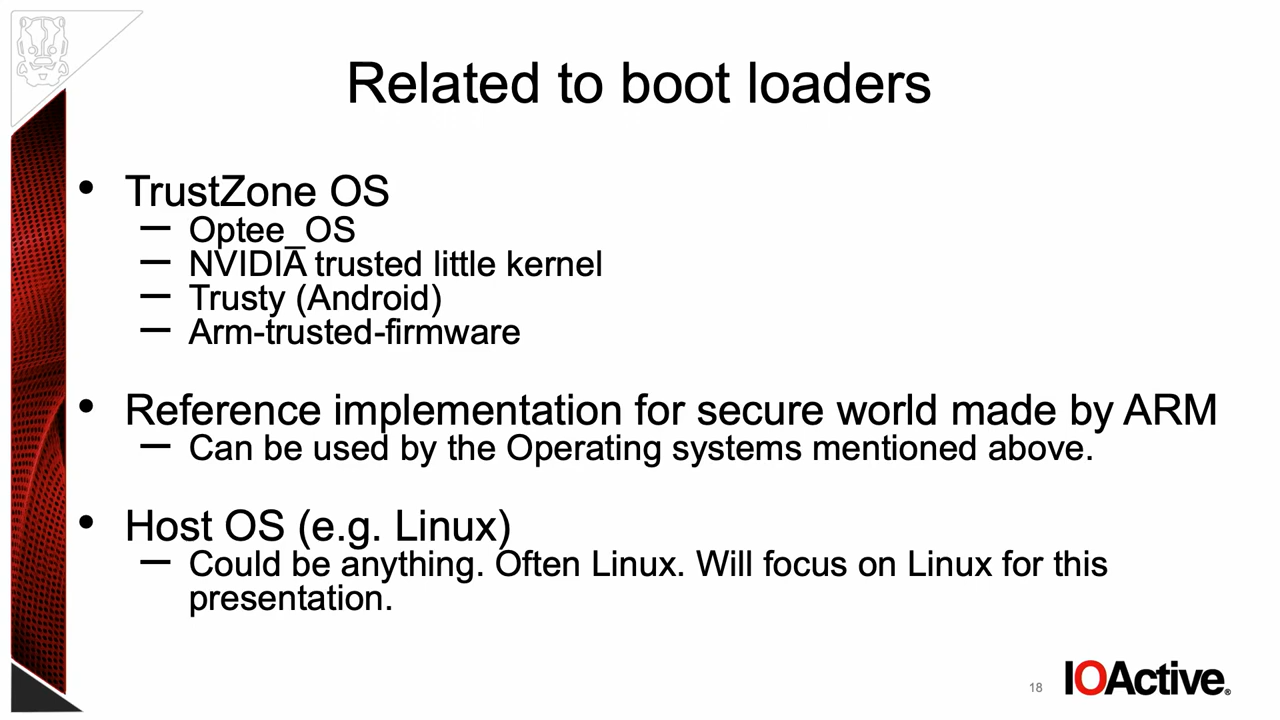 Related to boot loaders
• TrustZone OS
– Optee_OS
– NVIDIA trusted little kernel
– Trusty (Android)
– Arm-trusted-firmware
• Reference implementation for secure world made by ARM
– Can be used by the Operating systems mentioned above.
• Host OS (e.g. Linux)
– Could be anything. Often Linux. Will focus on Linux for this
presentation.
18
IOActive®